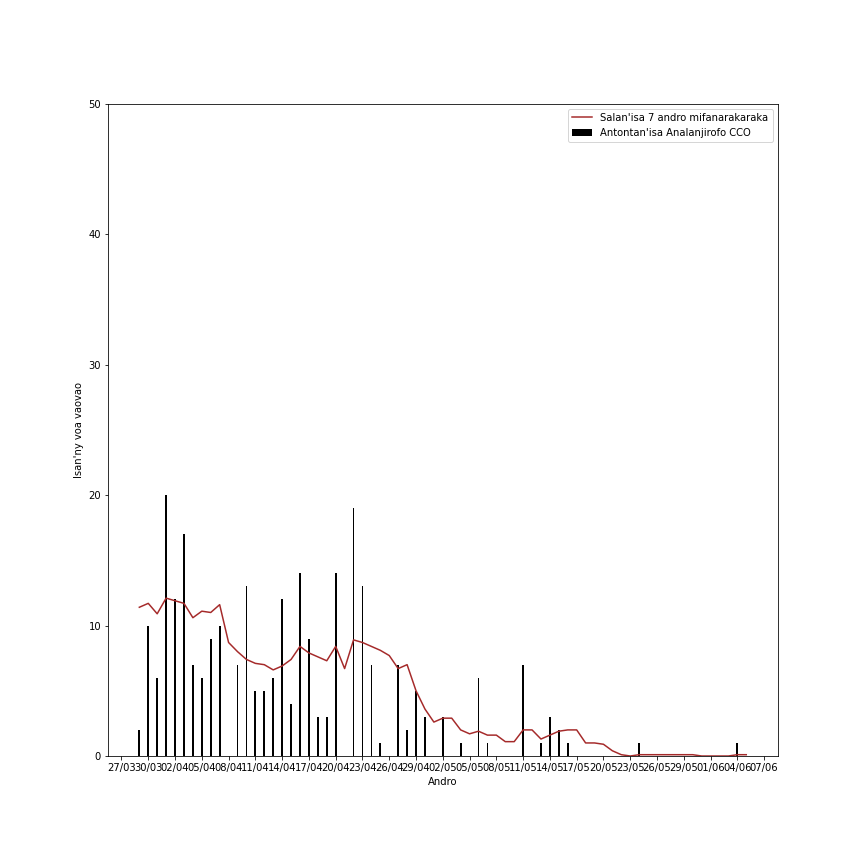 50
Salan'isa 7 andro mifanarakaraka
Antontan'isa Analanjirofo CCO
40
30
20
10
0
Isan'ny voa vaovao
27/03 30/03 02/04 05/04 08/04 11/04 14/04 17/04 20/04 23/04 26/04 29/04 02/05 05/05 08/05 11/05 14/05 17/05 20/05 23/05 26/05 29/05 01/06 04/06 07/06
Andro